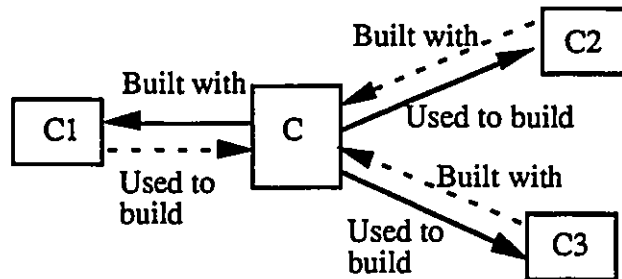 Built with
C2
Built with
C1
C
Used to build
Used to
build
Built with
Used to
build
C3